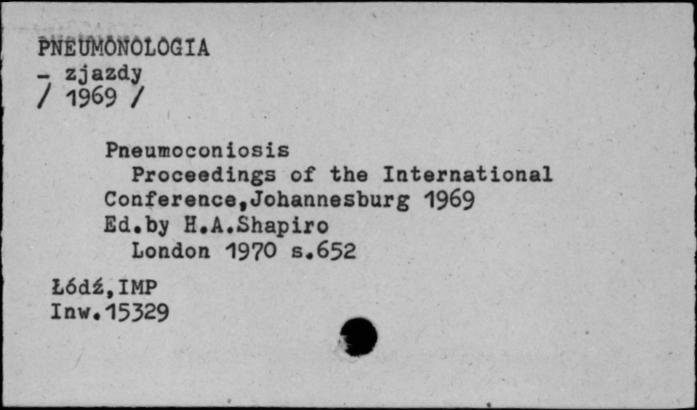 PNEUMONOLOGIA
- zjazdy
/ 1969 /
Pneumoconiosis
Proceedings of the International
Conference,Johannesburg 1969
Ed.by H.A.Shapiro
London 1970 s.652
Łódź,IMP
Inw.15329